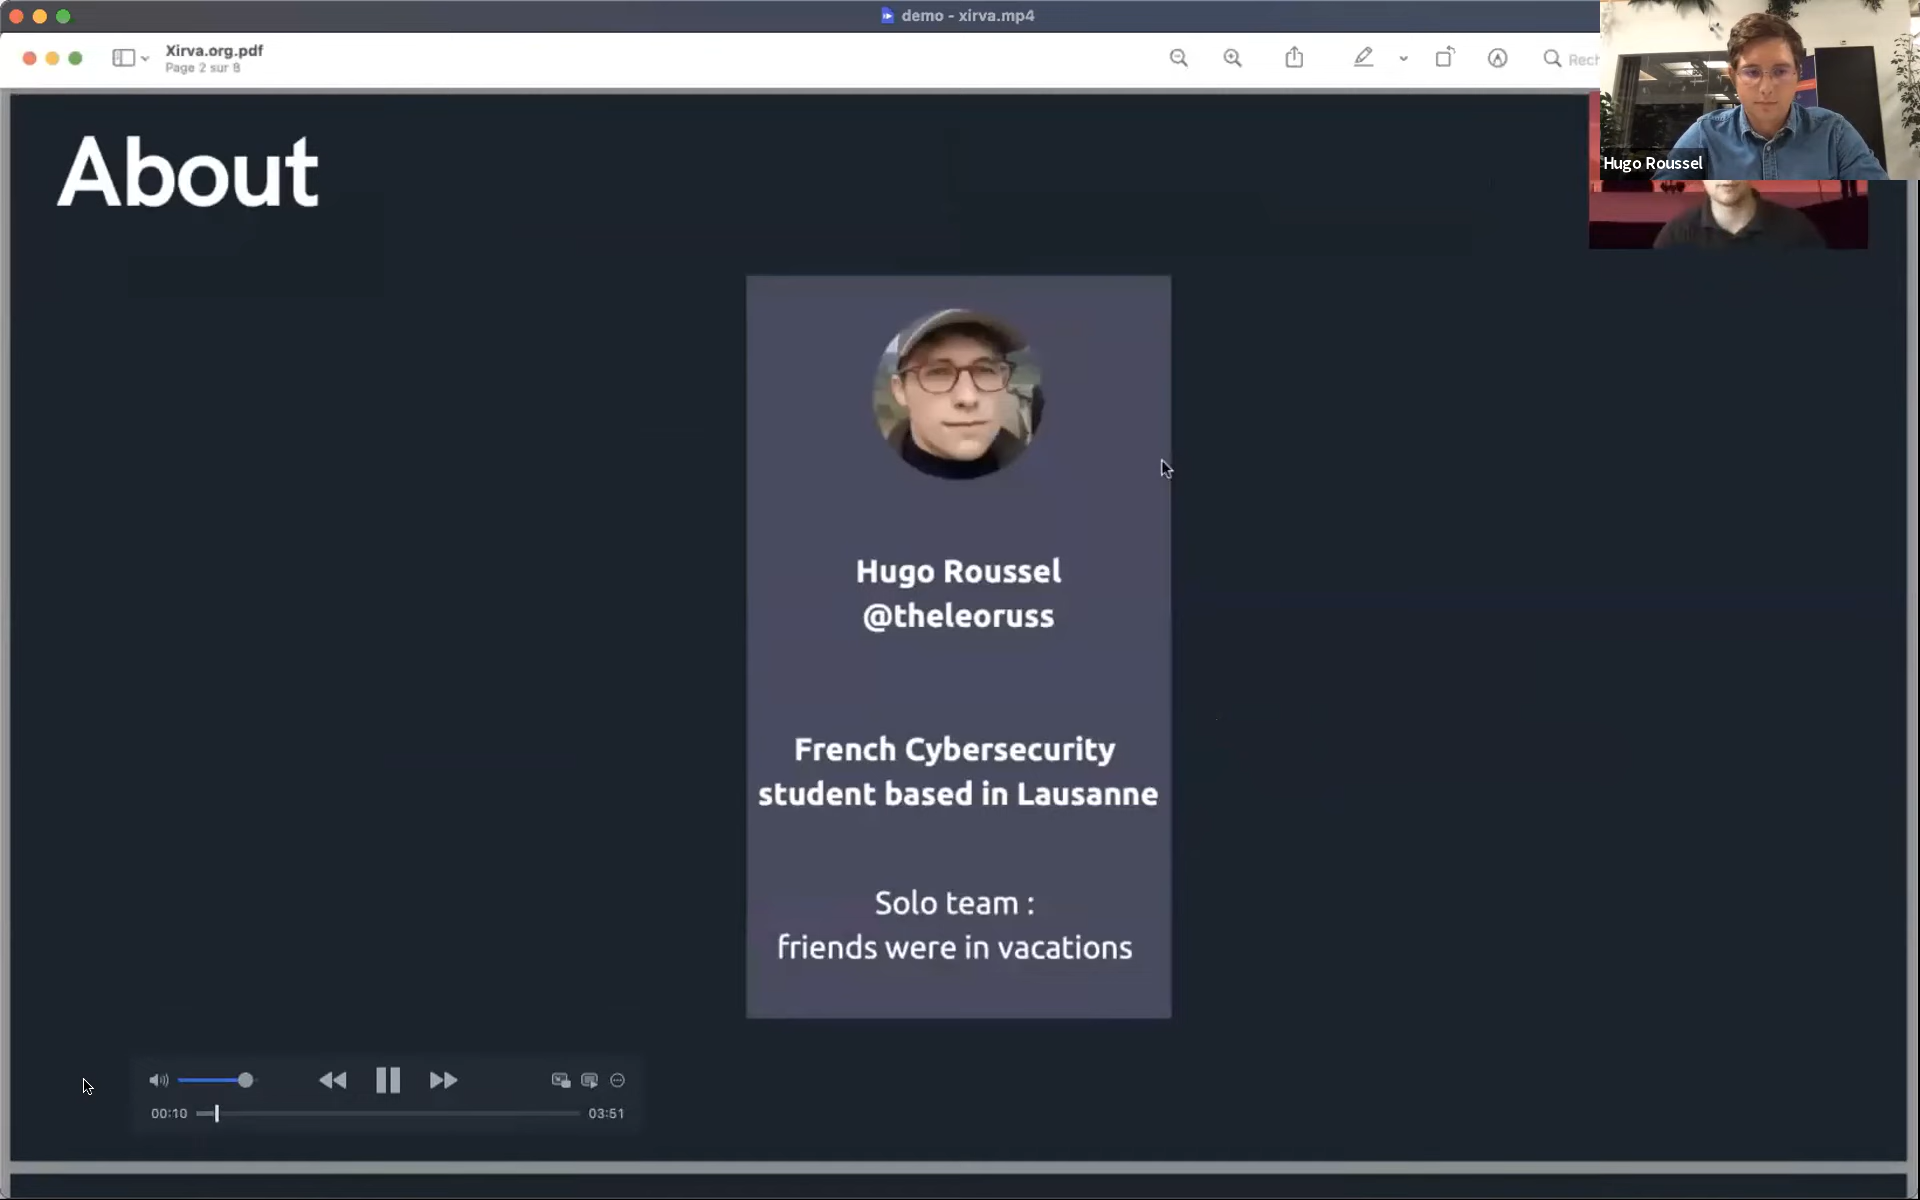 demo - xirva.mp4
Xirva.org.pdf
Page 2 sur 8
Rech
Hugo Roussel
About
Hugo Roussel
@theleoruss
French Cybersecurity
student based in Lausanne
Solo team :
friends were in vacations
00:10
03:51